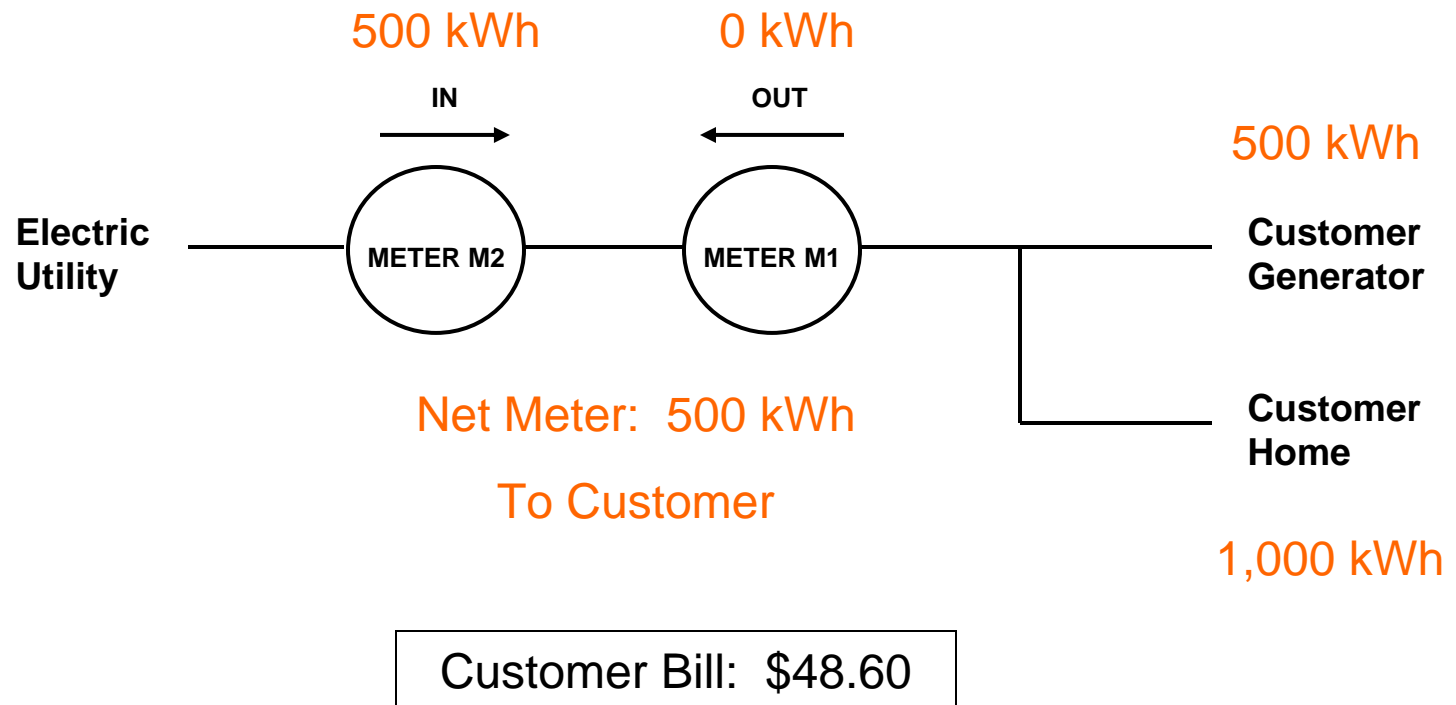 500 kWh
0 kWh
IN
OUT
500 kWh
Electric
Utility
METER M2
METER M1
Customer
Generator
Net Meter: 500 kWh
To Customer
Customer
Home
1,000 kWh
Customer Bill: $48.60